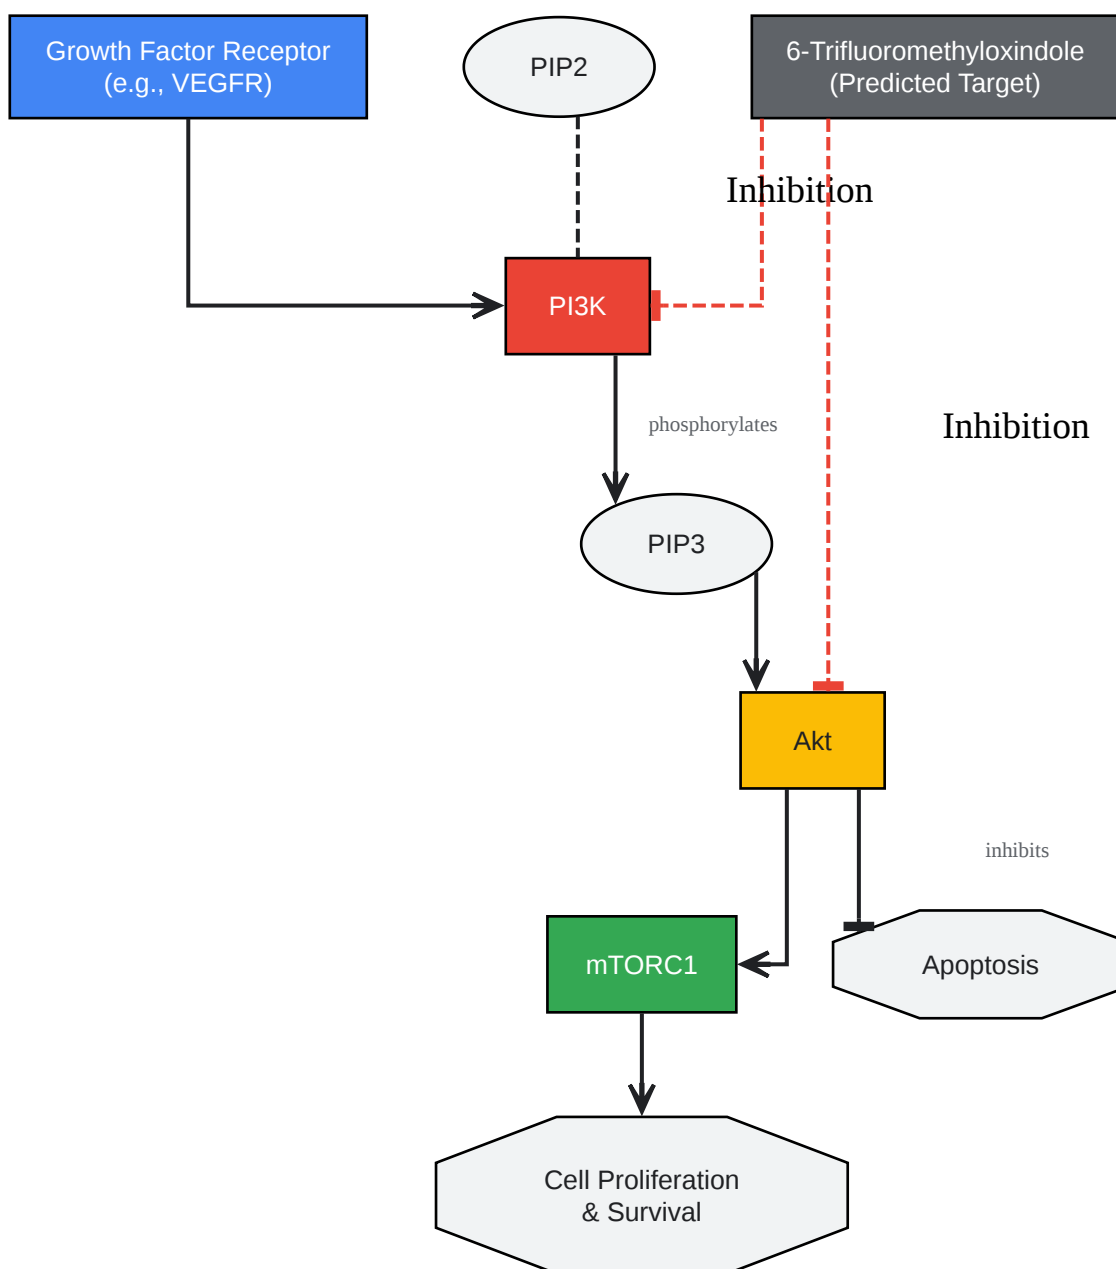 Growth Factor Receptor
(e.g., VEGFR)
PIP2
6-Trifluoromethyloxindole
(Predicted Target)
Inhibition
PI3K
phosphorylates
Inhibition
PIP3
Akt
inhibits
mTORC1
Apoptosis
Cell Proliferation
& Survival